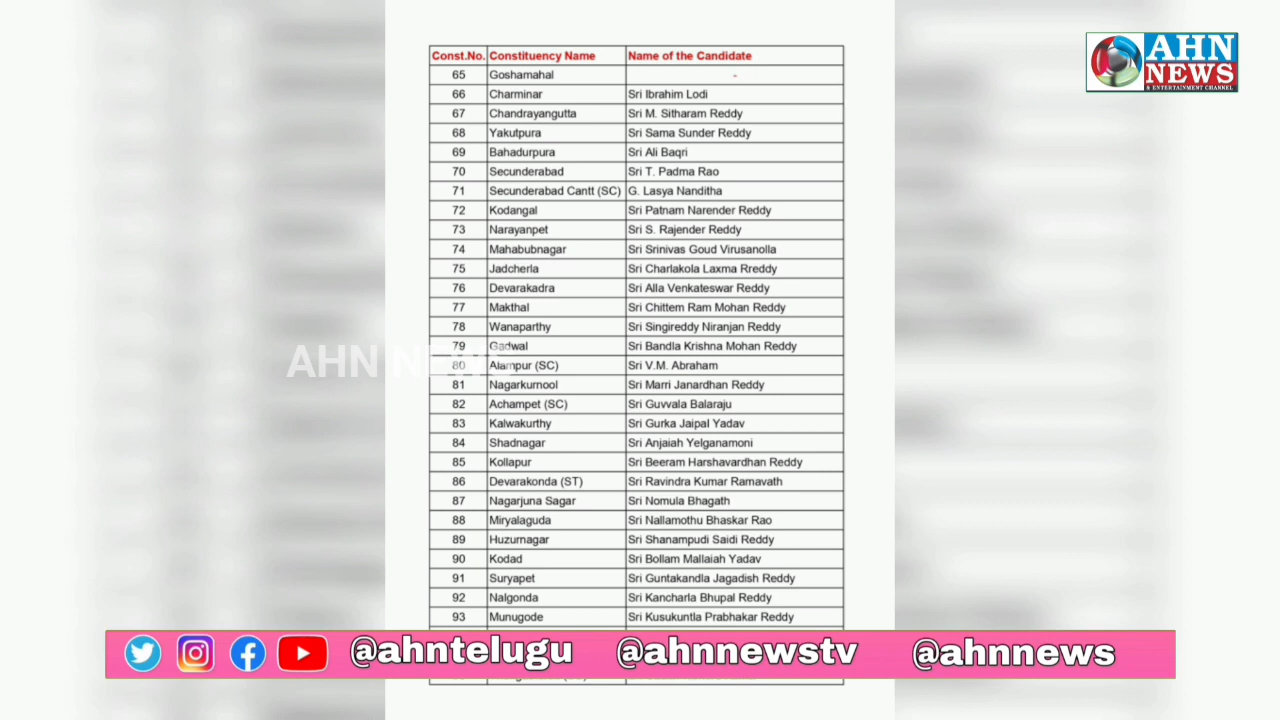 AHN
NEWS
& ENTERTAINMENT CHANNEL
Const.No. Constituency Name Name of the Candidate
65 Goshamahal -
66 Charminar Sri Ibrahim Lodi
67 Chandrayangutta Sri M. Sitharam Reddy
68 Yakutpura Sri Sama Sunder Reddy
69 Bahadurpura Sri Ali Baqri
70 Secunderabad Sri T. Padma Rao
71 Secunderabad Cantt (SC) G. Lasya Nanditha
72 Kodangal Sri Patnam Narender Reddy
73 Narayanpet Sri S. Rajender Reddy
74 Mahabubnagar Sri Srinivas Goud Virusanolla
75 Jadcherla Sri Charlakola Laxma Rreddy
76 Devarakadra Sri Alla Venkateswar Reddy
77 Makthal Sri Chittem Ram Mohan Reddy
78 Wanaparthy Sri Singireddy Niranjan Reddy
79 Gadwal Sri Bandla Krishna Mohan Reddy
AHN NEWS
80 Alampur (SC) Sri V.M. Abraham
81 Nagarkurnool Sri Marri Janardhan Reddy
82 Achampet (SC) Sri Guvvala Balaraju
83 Kalwakurthy Sri Gurka Jaipal Yadav
84 Shadnagar Sri Anjaiah Yelganamoni
85 Kollapur Sri Beeram Harshavardhan Reddy
86 Devarakonda (ST) Sri Ravindra Kumar Ramavath
87 Nagarjuna Sagar Sri Nomula Bhagath
88 Miryalaguda Sri Nallamothu Bhaskar Rao
89 Huzurnagar Sri Shanampudi Saidi Reddy
90 Kodad Sri Bollam Mallaiah Yadav
91 Suryapet Sri Guntakandla Jagadish Reddy
92 Nalgonda Sri Kancharla Bhupal Reddy
93 Munugode Sri Kusukuntla Prabhakar Reddy
@ahntelugu @ahnnewstv @ahnnews